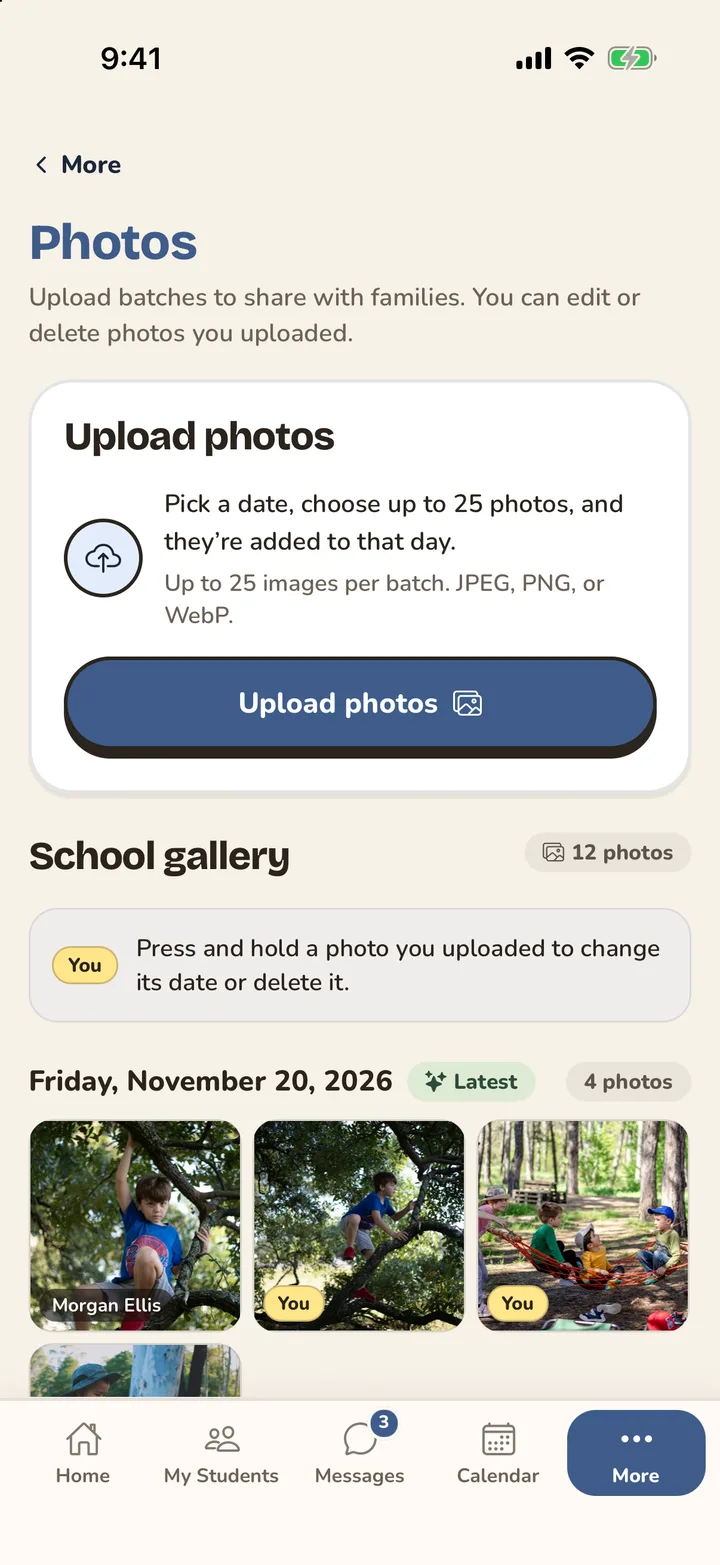 9:41
More
Photos
Upload batches to share with families. You can edit or
delete photos you uploaded.
Upload photos
Pick a date, choose up to 25 photos, and
they’re added to that day.
Up to 25 images per batch. JPEG, PNG, or
WebP.
Upload photos
School gallery
12 photos
You
Press and hold a photo you uploaded to change
its date or delete it.
Friday, November 20, 2026
Latest
4 photos
Morgan Ellis
You
You
3
Home
My Students
Messages
Calendar
More